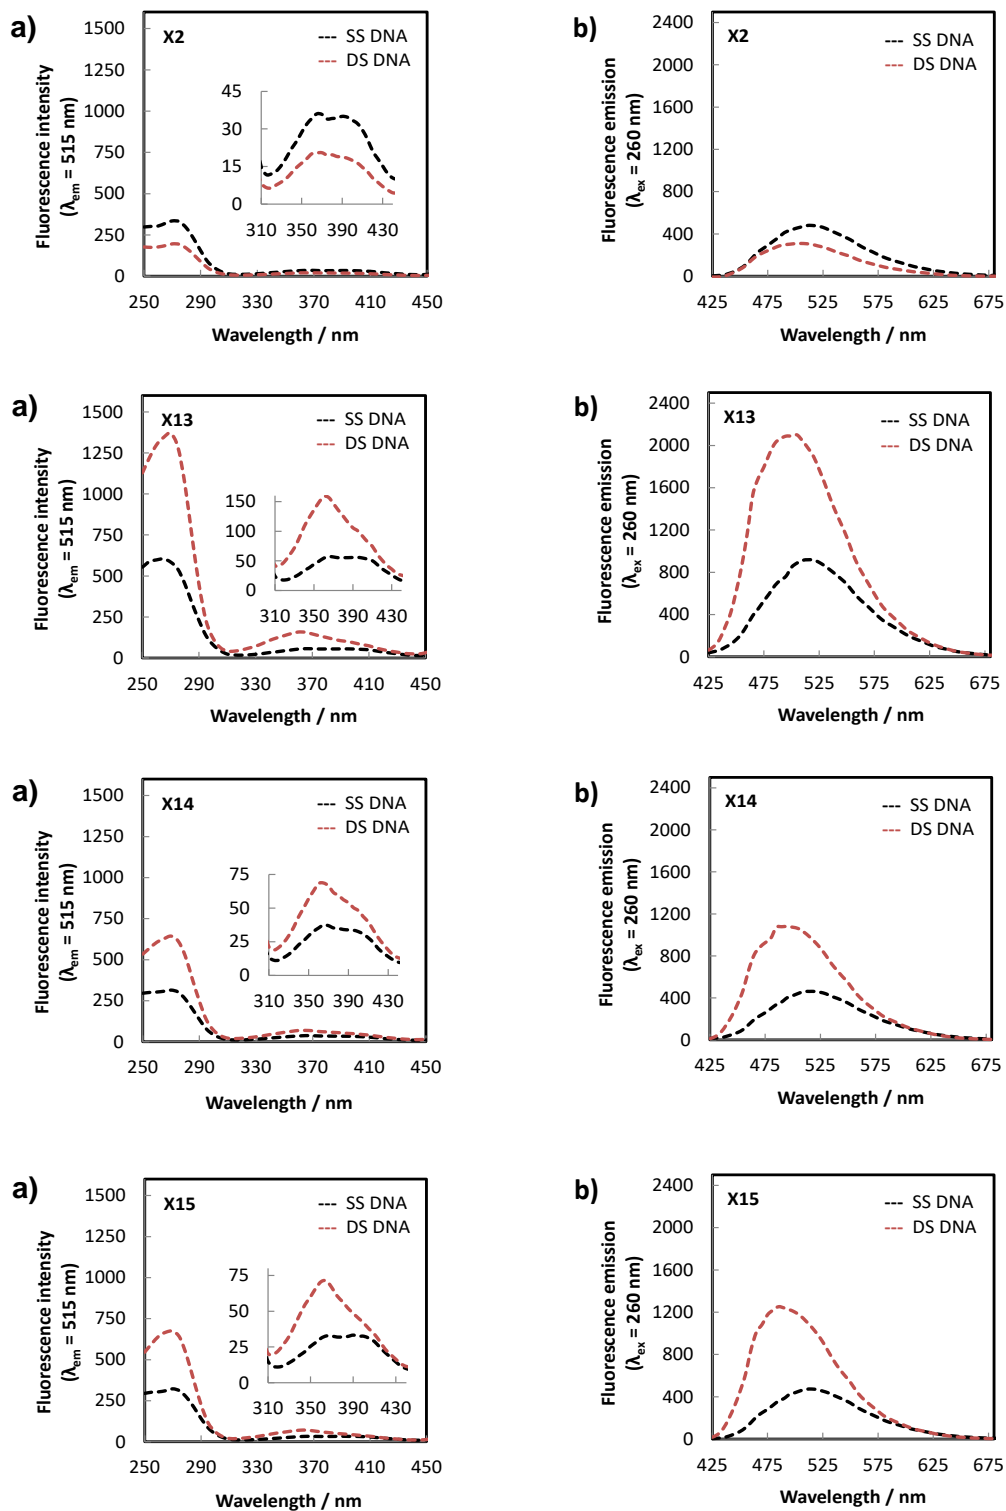 a)
X2
SS DNA
DS DNA
Fluorescence intensity
(λem = 515 nm)
1500
1250
1000
750
500
250
0
45
30
15
0
310 350 390 430
250 290 330 370 410 450
Wavelength / nm
b)
X2
SS DNA
DS DNA
Fluorescence emission
(λex = 260 nm)
2400
2000
1600
1200
800
400
0
425 475 525 575 625 675
Wavelength / nm
a)
X13
SS DNA
DS DNA
Fluorescence intensity
(λem = 515 nm)
1500
1250
1000
750
500
250
0
150
100
50
0
310 350 390 430
250 290 330 370 410 450
Wavelength / nm
b)
X13
SS DNA
DS DNA
Fluorescence emission
(λex = 260 nm)
2400
2000
1600
1200
800
400
0
425 475 525 575 625 675
Wavelength / nm
a)
X14
SS DNA
DS DNA
Fluorescence intensity
(λem = 515 nm)
1500
1250
1000
750
500
250
0
75
50
25
0
310 350 390 430
250 290 330 370 410 450
Wavelength / nm
b)
X14
SS DNA
DS DNA
Fluorescence emission
(λex = 260 nm)
2400
2000
1600
1200
800
400
0
425 475 525 575 625 675
Wavelength / nm
a)
X15
SS DNA
DS DNA
Fluorescence intensity
(λem = 515 nm)
1500
1250
1000
750
500
250
0
75
50
25
0
310 350 390 430
250 290 330 370 410 450
Wavelength / nm
b)
X15
SS DNA
DS DNA
Fluorescence emission
(λex = 260 nm)
2400
2000
1600
1200
800
400
0
425 475 525 575 625 675
Wavelength / nm